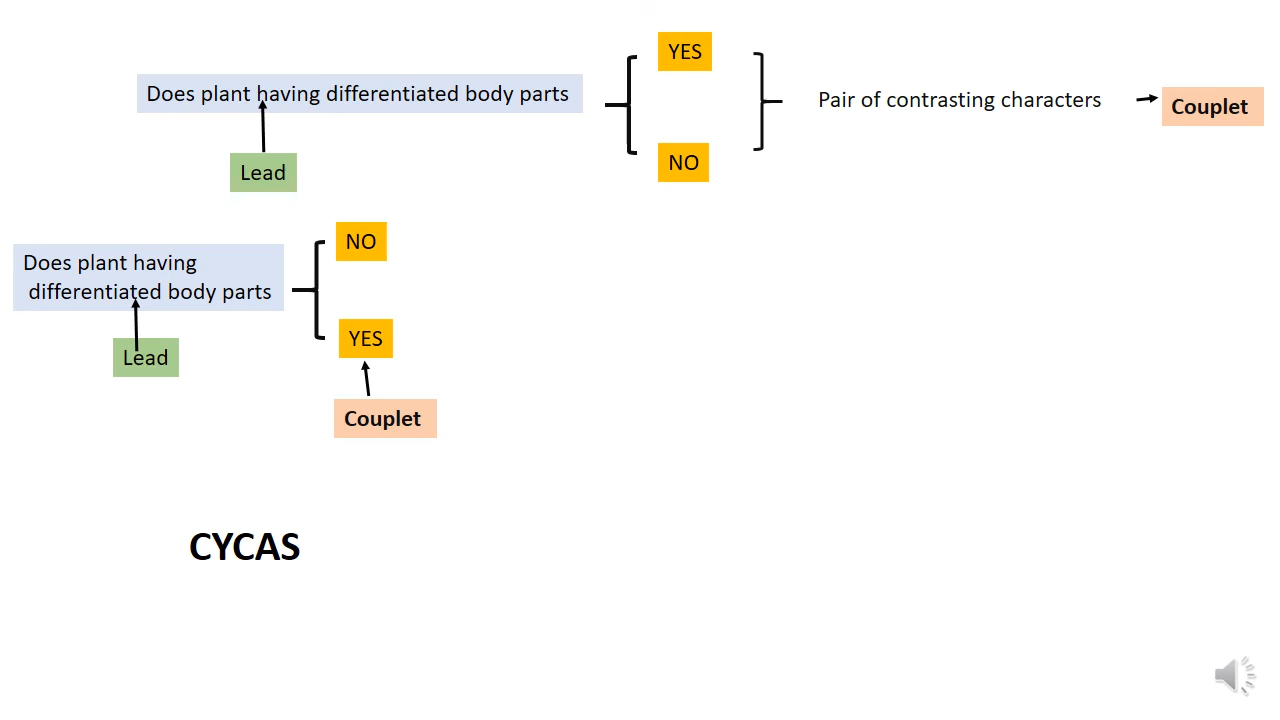 YES
Does plant having differentiated body parts
Pair of contrasting characters
Couplet
NO
Lead
NO
Does plant having
differentiated body parts
YES
Lead
Couplet
CYCAS